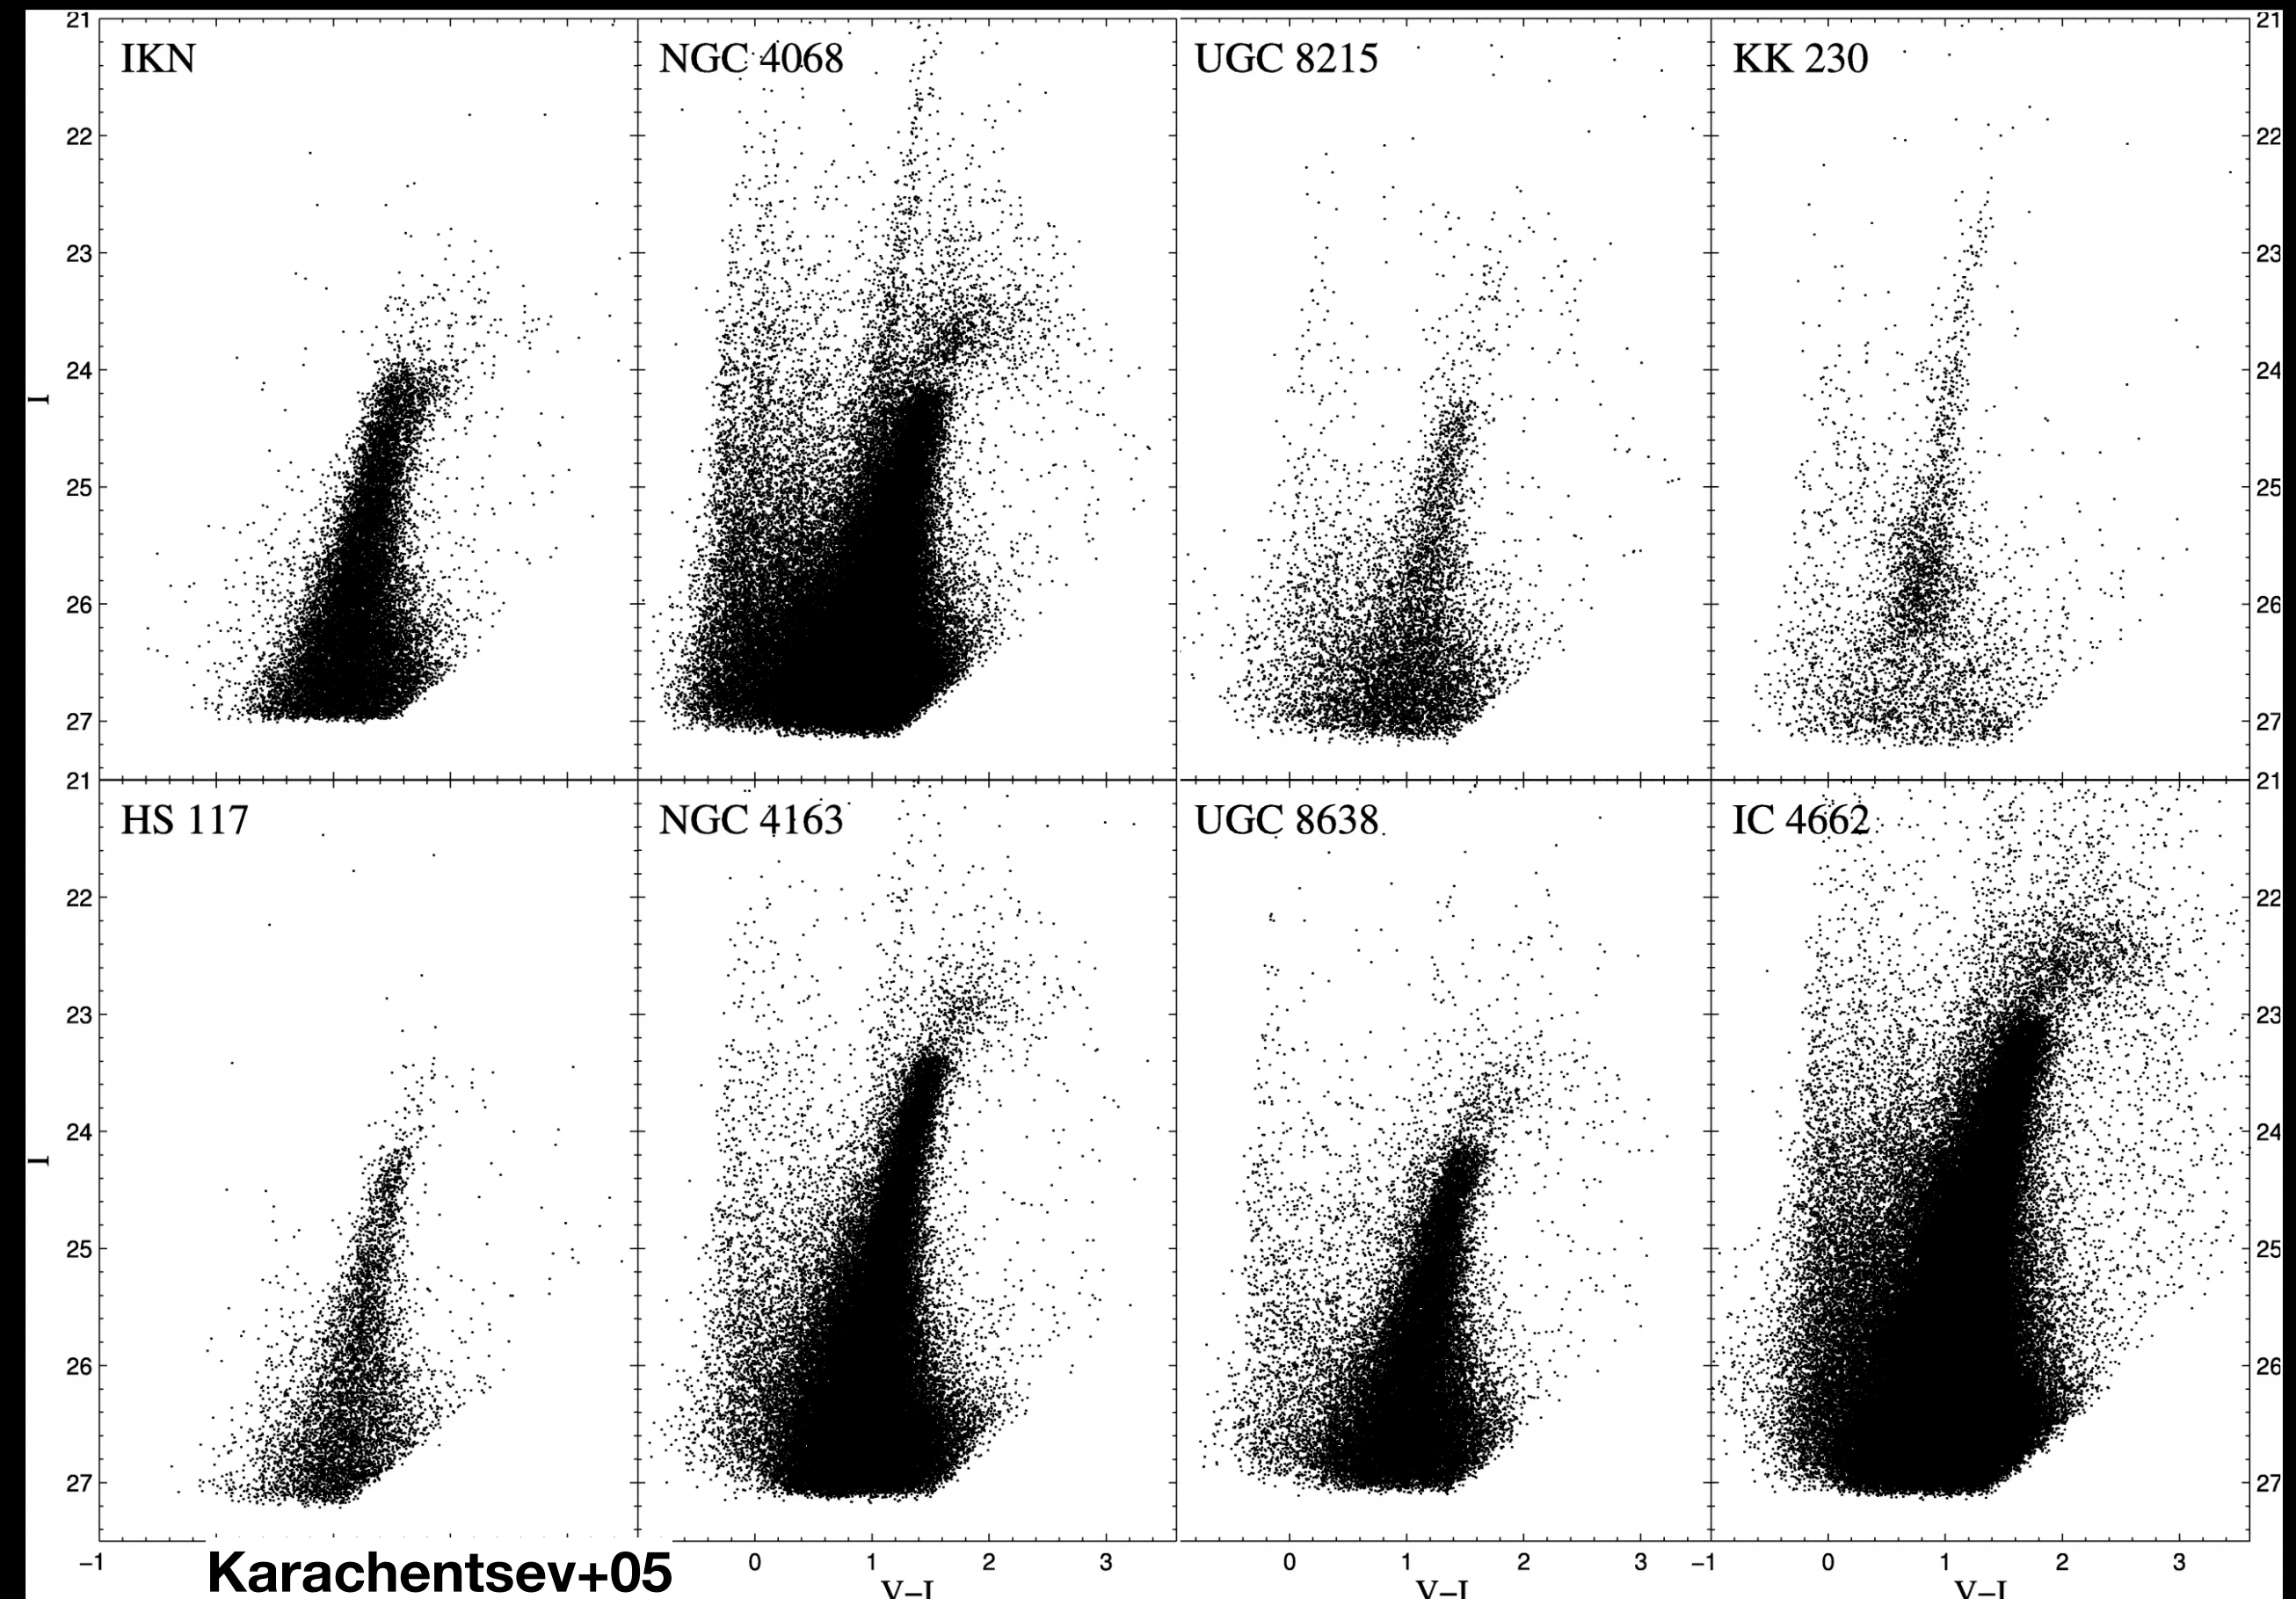 21 21
IKN NGC 4068 UGC 8215 KK 230
22 22
23 23
24 24
I
25 25
26 26
27 27
21 21
HS 117 NGC 4163 UGC 8638 IC 4662
22 22
23 23
24 24
I
25 25
26 26
27 27
−1 0 1 2 3 0 1 2 3 −1 0 1 2 3
Karachentsev+05
V−I V−I V−I